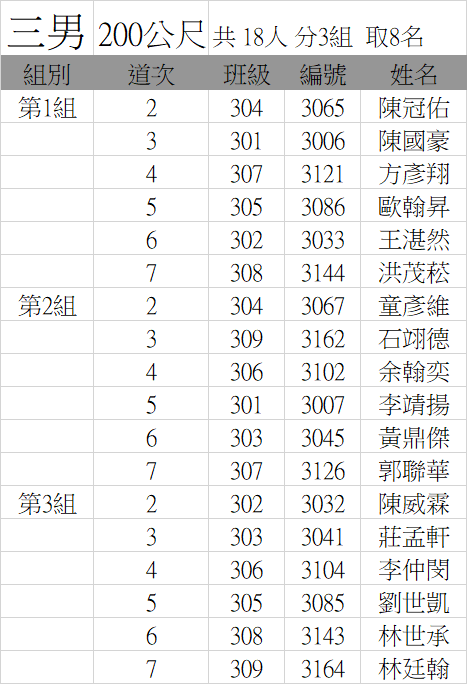 三男 200公尺 共 18人 分3組 取8名
組別 道次 班級 編號 姓名
第1組 2 304 3065 陳冠佑
3 301 3006 陳國豪
4 307 3121 方彥翔
5 305 3086 歐翰昇
6 302 3033 王湛然
7 308 3144 洪茂菘
第2組 2 304 3067 童彥維
3 309 3162 石翊德
4 306 3102 余翰奕
5 301 3007 李靖揚
6 303 3045 黃鼎傑
7 307 3126 郭聯華
第3組 2 302 3032 陳威霖
3 303 3041 莊孟軒
4 306 3104 李仲閔
5 305 3085 劉世凱
6 308 3143 林世承
7 309 3164 林廷翰